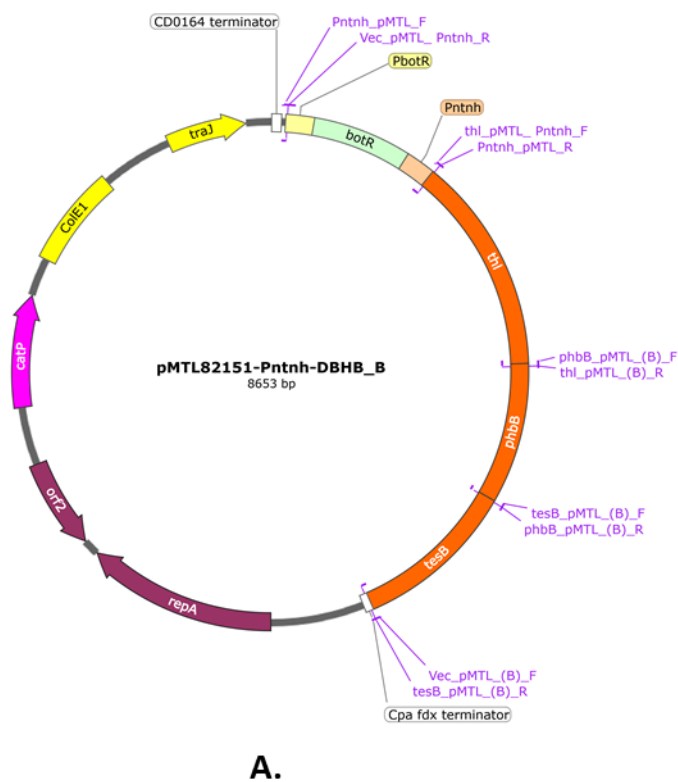 CD0164 terminator
Pntnh_pMTL_F
Vec_pMTL_ Pntnh_R
PbotR
Pntnh
thl_pMTL_ Pntnh_F
Pntnh_pMTL_R
traJ
botR
ColE1
thl
catP
pMTL82151-Pntnh-DBHB_B
8653 bp
phbB_pMTL_(B)_F
thl_pMTL_(B)_R
phbB
orf2
tesB_pMTL_(B)_F
phbB_pMTL_(B)_R
tesB
repA
Vec_pMTL_(B)_F
tesB_pMTL_(B)_R
Cpa fdx terminator
A.